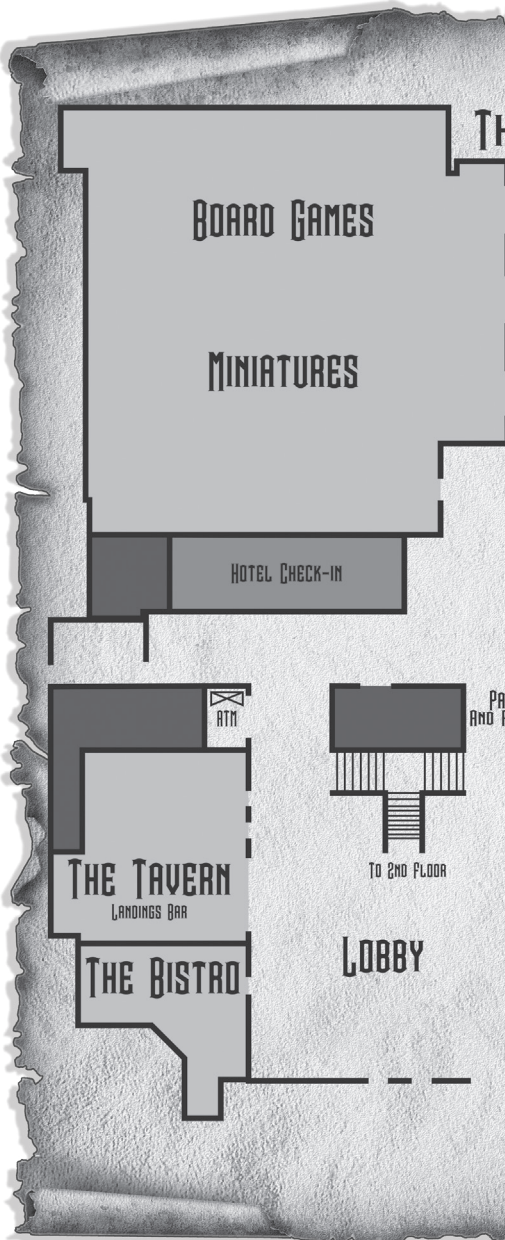 Board Games
Miniatures
Hotel Check-in
ATM
To 2nd Floor
The Tavern
Landings Bar
Lobby
The Bistro